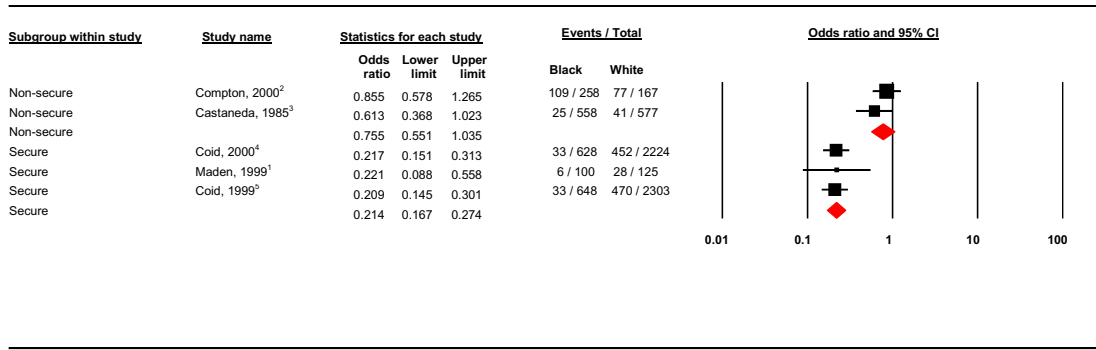 Subgroup within study Study name Statistics for each study Events / Total Odds ratio and 95% CI
Odds Lower Upper
ratio limit limit Black White
Non-secure Compton, 2000² 0.855 0.578 1.265 109 / 258 77 / 167
Non-secure Castaneda, 1985³ 0.613 0.368 1.023 25 / 558 41 / 577
Non-secure 0.755 0.551 1.035
Secure Coid, 2000⁴ 0.217 0.151 0.313 33 / 628 452 / 2224
Secure Maden, 1999¹ 0.221 0.088 0.558 6 / 100 28 / 125
Secure Coid, 1999⁵ 0.209 0.145 0.301 33 / 648 470 / 2303
Secure 0.214 0.167 0.274
0.01 0.1 1 10 100